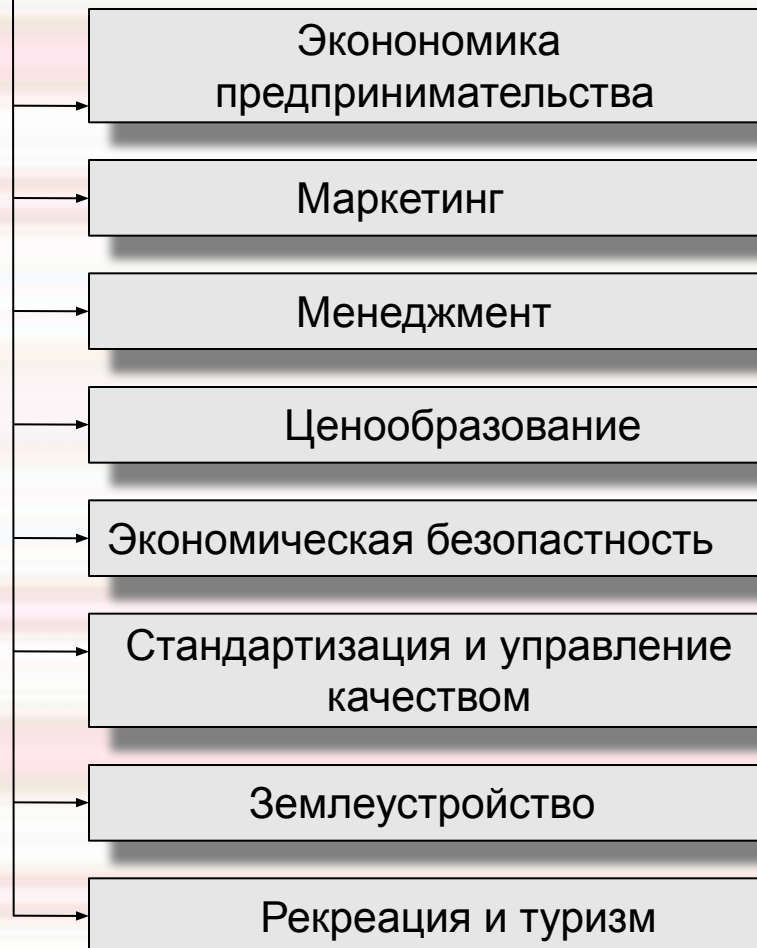 Эконономика
предпринимательства
Маркетинг
Менеджмент
Ценообразование
Экономическая безопастность
Стандартизация и управление
качеством
Землеустройство
Рекреация и туризм